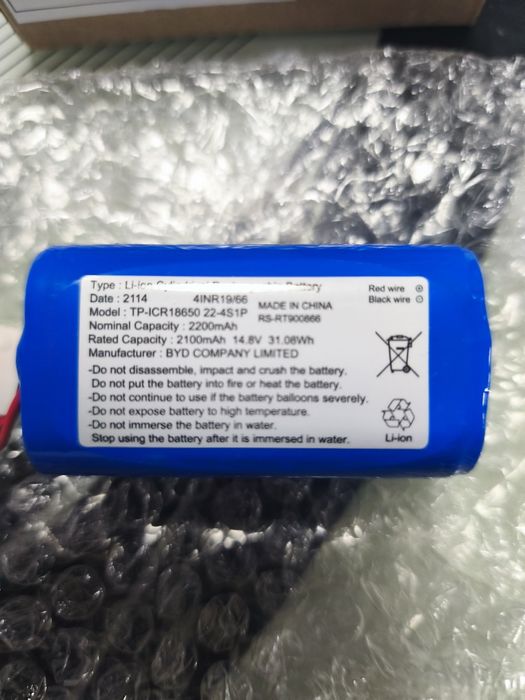 Type : Li-ion Cylindrical Rechargeable Battery
Date : 2114 4INR19/66
Model : TP-ICR18650 22-4S1P
MADE IN CHINA
RS-RT900866
Nominal Capacity : 2200mAh
Rated Capacity : 2100mAh 14.8V 31.08Wh
Manufacturer : BYD COMPANY LIMITED
Red wire ⊕
Black wire ⊖
-Do not disassemble, impact and crush the battery.
Do not put the battery into fire or heat the battery.
-Do not continue to use if the battery balloons severely.
-Do not expose battery to high temperature.
-Do not immerse the battery in water.
Stop using the battery after it is immersed in water.
Li-ion